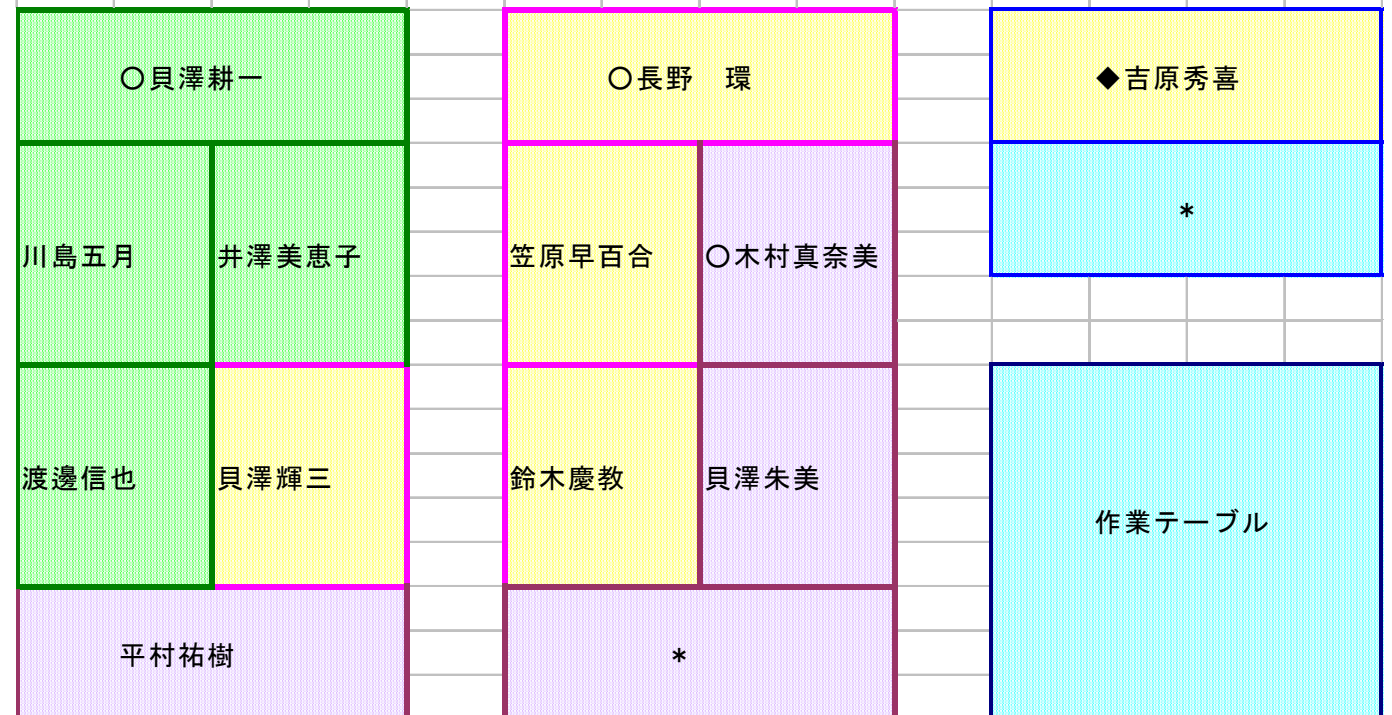 〇貝澤耕一
〇長野　環
◆吉原秀喜
*
川島五月
井澤美恵子
笠原早百合
〇木村真奈美
渡邊信也
貝澤輝三
鈴木慶教
貝澤朱美
作業テーブル
平村祐樹
*